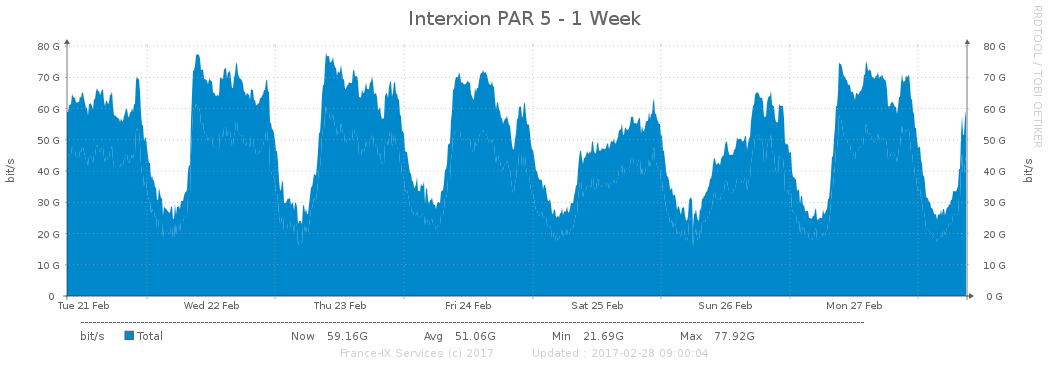 Interxion PAR 5 - 1 Week
RRDTOOL / TOBI OETIKER
bit/s
80 G
70 G
60 G
50 G
40 G
30 G
20 G
10 G
0
80 G
70 G
60 G
50 G
40 G
30 G
20 G
10 G
0 G
bit/s
Tue 21 Feb Wed 22 Feb Thu 23 Feb Fri 24 Feb Sat 25 Feb Sun 26 Feb Mon 27 Feb
bit/s Total Now 59.16G Avg 51.06G Min 21.69G Max 77.92G
France-IX Services (c) 2017 Updated : 2017-02-28 09:00:04